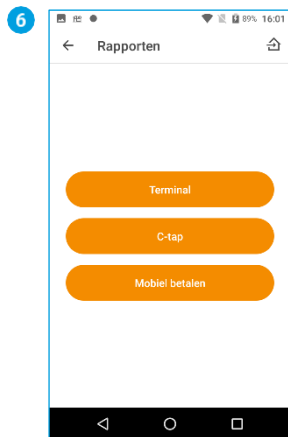 6
89% 16:01
Rapporten
Terminal
C-tap
Mobiel betalen